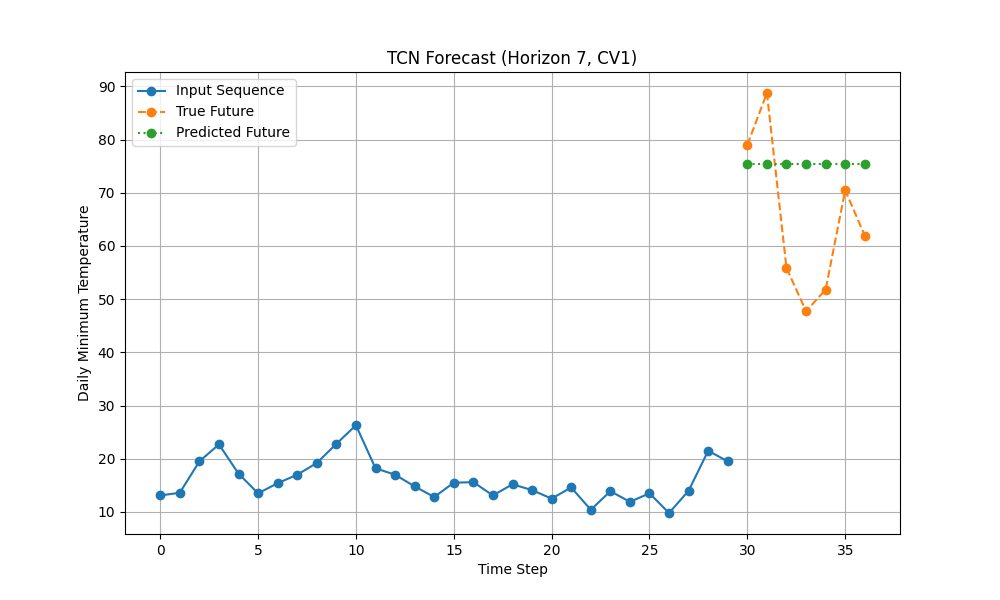 TCN Forecast (Horizon 7, CV1)
Input Sequence
True Future
Predicted Future
Daily Minimum Temperature
90
80
70
60
50
40
30
20
10
0 5 10 15 20 25 30 35
Time Step